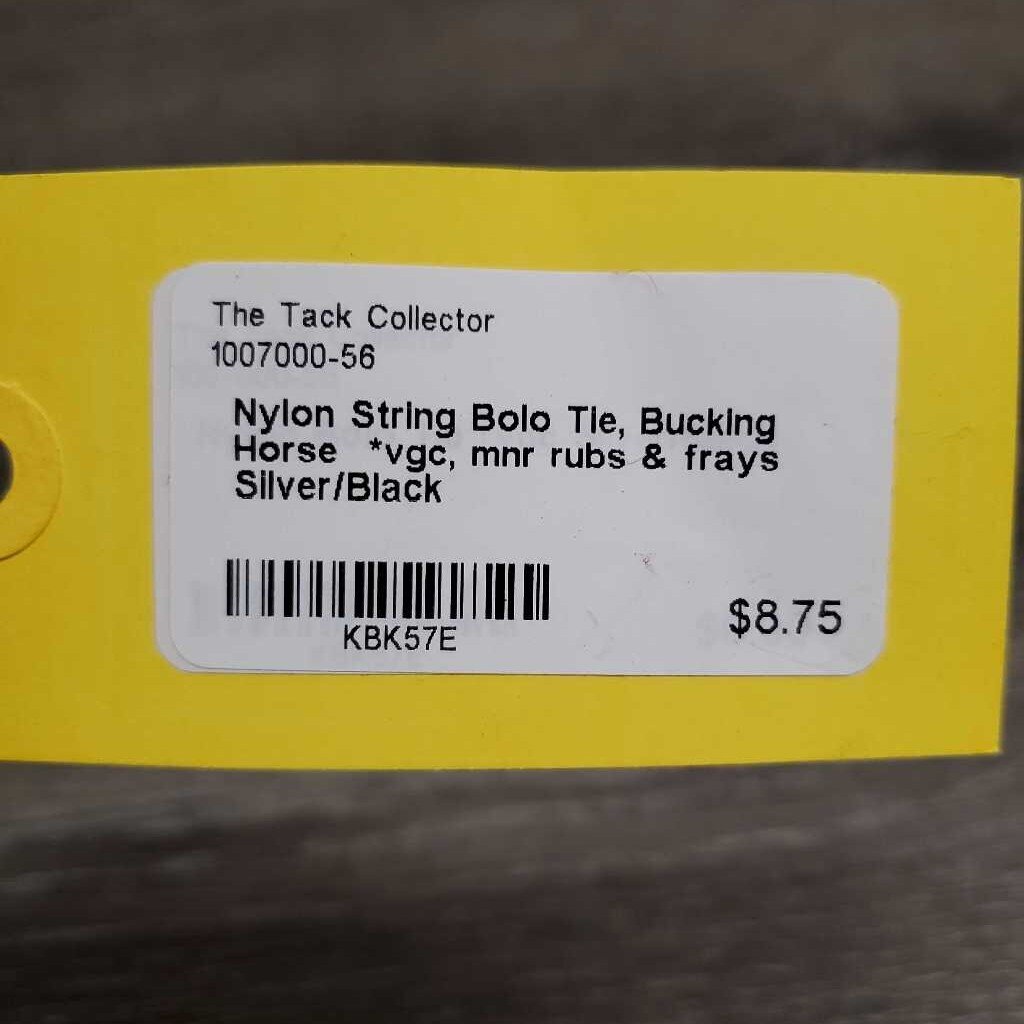 The Tack Collector
1007000-56
Nylon String Bolo Tie, Bucking
Horse *vgc, mnr rubs & frays
Silver/Black
KBK57E
$8.75